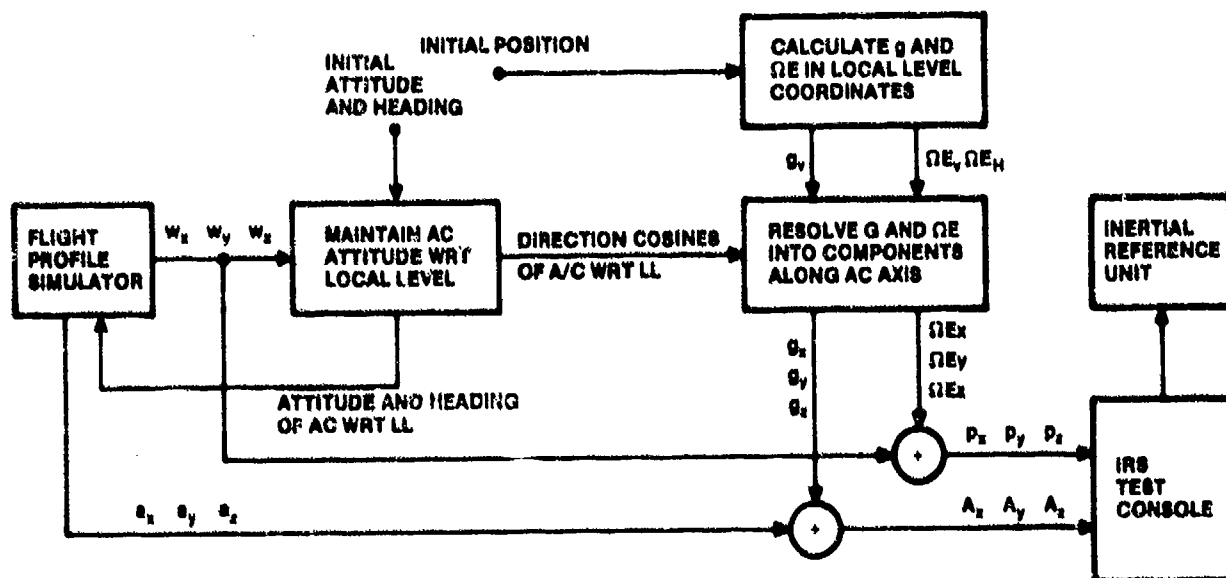 INITIAL POSITION
INITIAL
ATTITUDE
AND HEADING
CALCULATE g AND
ΩE IN LOCAL LEVEL
COORDINATES
gv
ΩEv ΩEH
FLIGHT
PROFILE
SIMULATOR
wx wy wz
MAINTAIN AC
ATTITUDE WRT
LOCAL LEVEL
DIRECTION COSINES
OF A/C WRT LL
RESOLVE G AND ΩE
INTO COMPONENTS
ALONG AC AXIS
INERTIAL
REFERENCE
UNIT
gx
gy
gz
ΩEx
ΩEy
ΩEx
ATTITUDE AND HEADING
OF AC WRT LL
+
px py pz
ax ay az
+
Ax Ay Az
IRS
TEST
CONSOLE